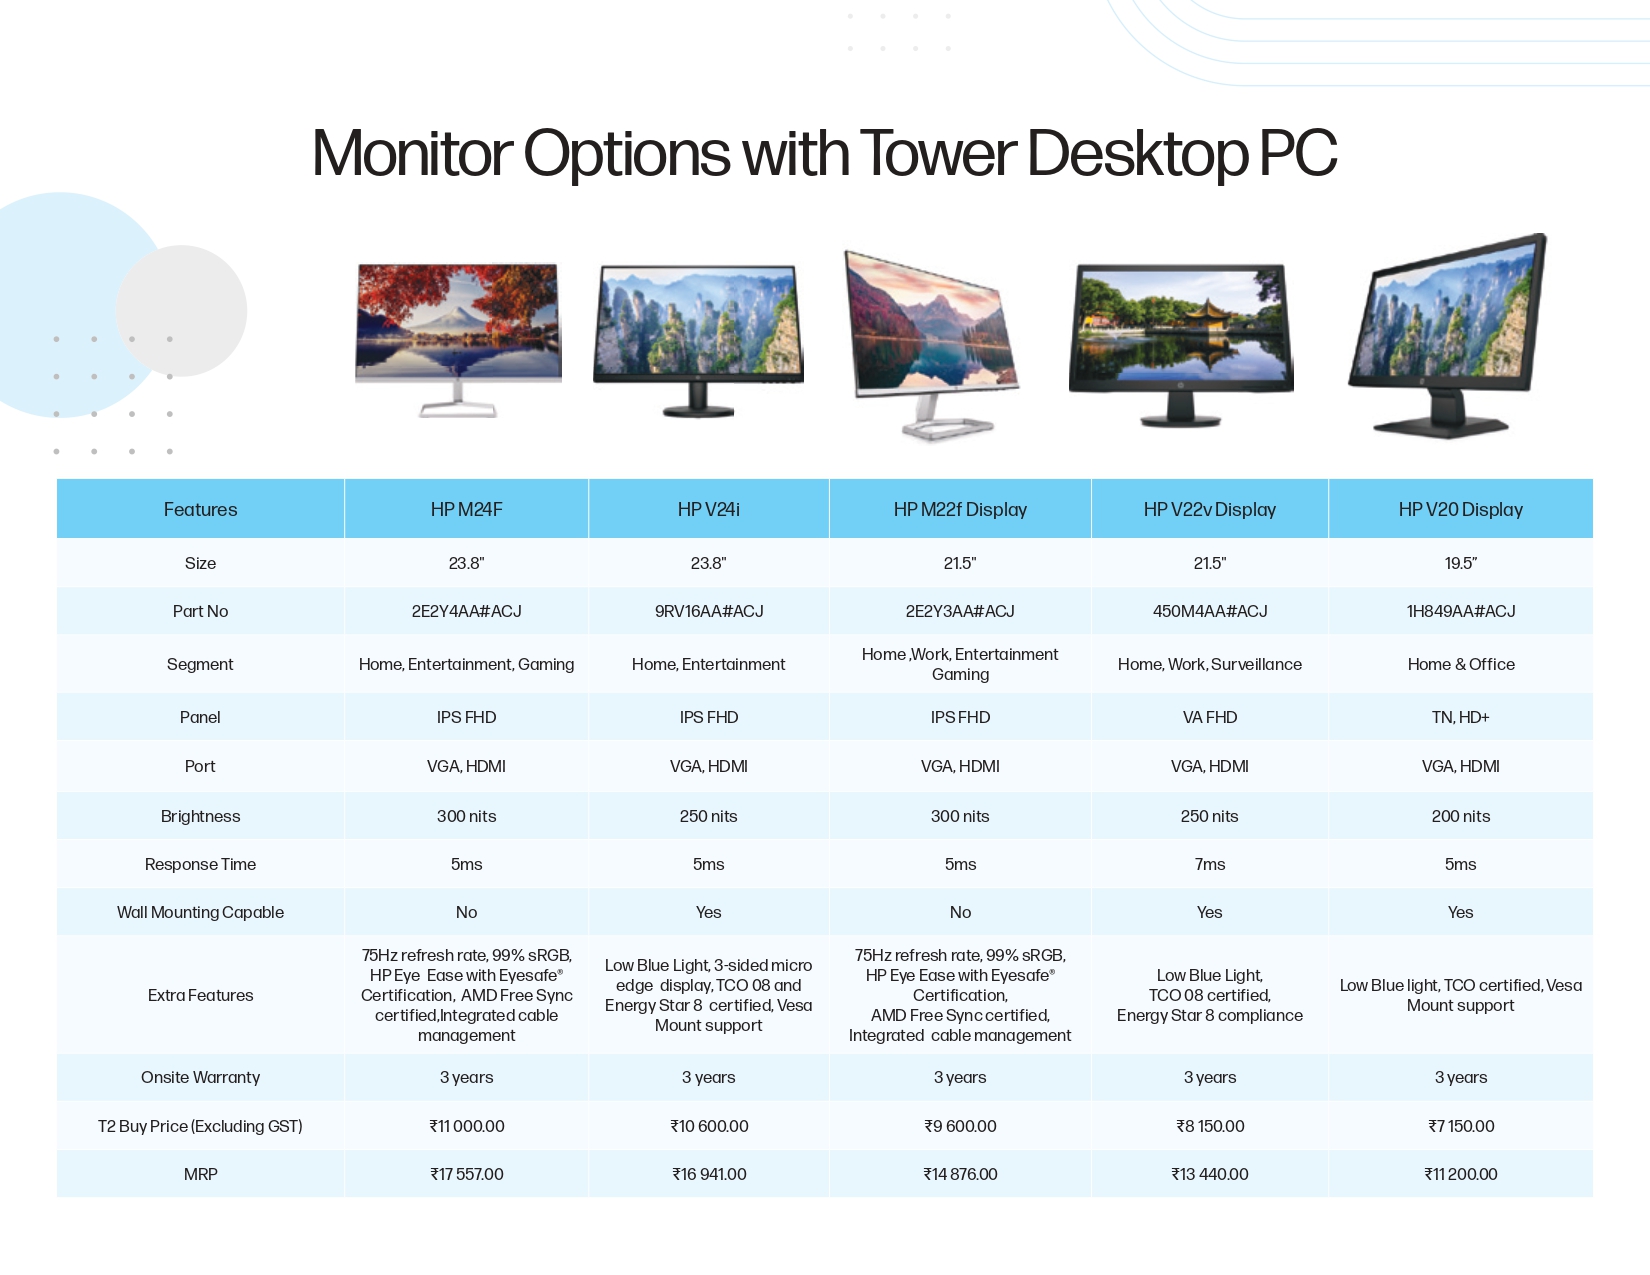 Monitor Options with Tower Desktop PC
Features HP M24F HP V24i HP M22f Display HP V22v Display HP V20 Display
Size 23.8" 23.8" 21.5" 21.5" 19.5”
Part No 2E2Y4AA#ACJ 9RV16AA#ACJ 2E2Y3AA#ACJ 450M4AA#ACJ 1H849AA#ACJ
Segment Home, Entertainment, Gaming Home, Entertainment Home ,Work, Entertainment Gaming Home, Work, Surveillance Home & Office
Panel IPS FHD IPS FHD IPS FHD VA FHD TN, HD+
Port VGA, HDMI VGA, HDMI VGA, HDMI VGA, HDMI VGA, HDMI
Brightness 300 nits 250 nits 300 nits 250 nits 200 nits
Response Time 5ms 5ms 5ms 7ms 5ms
Wall Mounting Capable No Yes No Yes Yes
Extra Features
75Hz refresh rate, 99% sRGB,
HP Eye Ease with Eyesafe®
Certification, AMD Free Sync
certified,Integrated cable
management
Low Blue Light, 3-sided micro
edge display, TCO 08 and
Energy Star 8 certified, Vesa
Mount support
75Hz refresh rate, 99% sRGB,
HP Eye Ease with Eyesafe®
Certification,
AMD Free Sync certified,
Integrated cable management
Low Blue Light,
TCO 08 certified,
Energy Star 8 compliance
Low Blue light, TCO certified, Vesa
Mount support
Onsite Warranty 3 years 3 years 3 years 3 years 3 years
T2 Buy Price (Excluding GST) ₹11 000.00 ₹10 600.00 ₹9 600.00 ₹8 150.00 ₹7 150.00
MRP ₹17 557.00 ₹16 941.00 ₹14 876.00 ₹13 440.00 ₹11 200.00